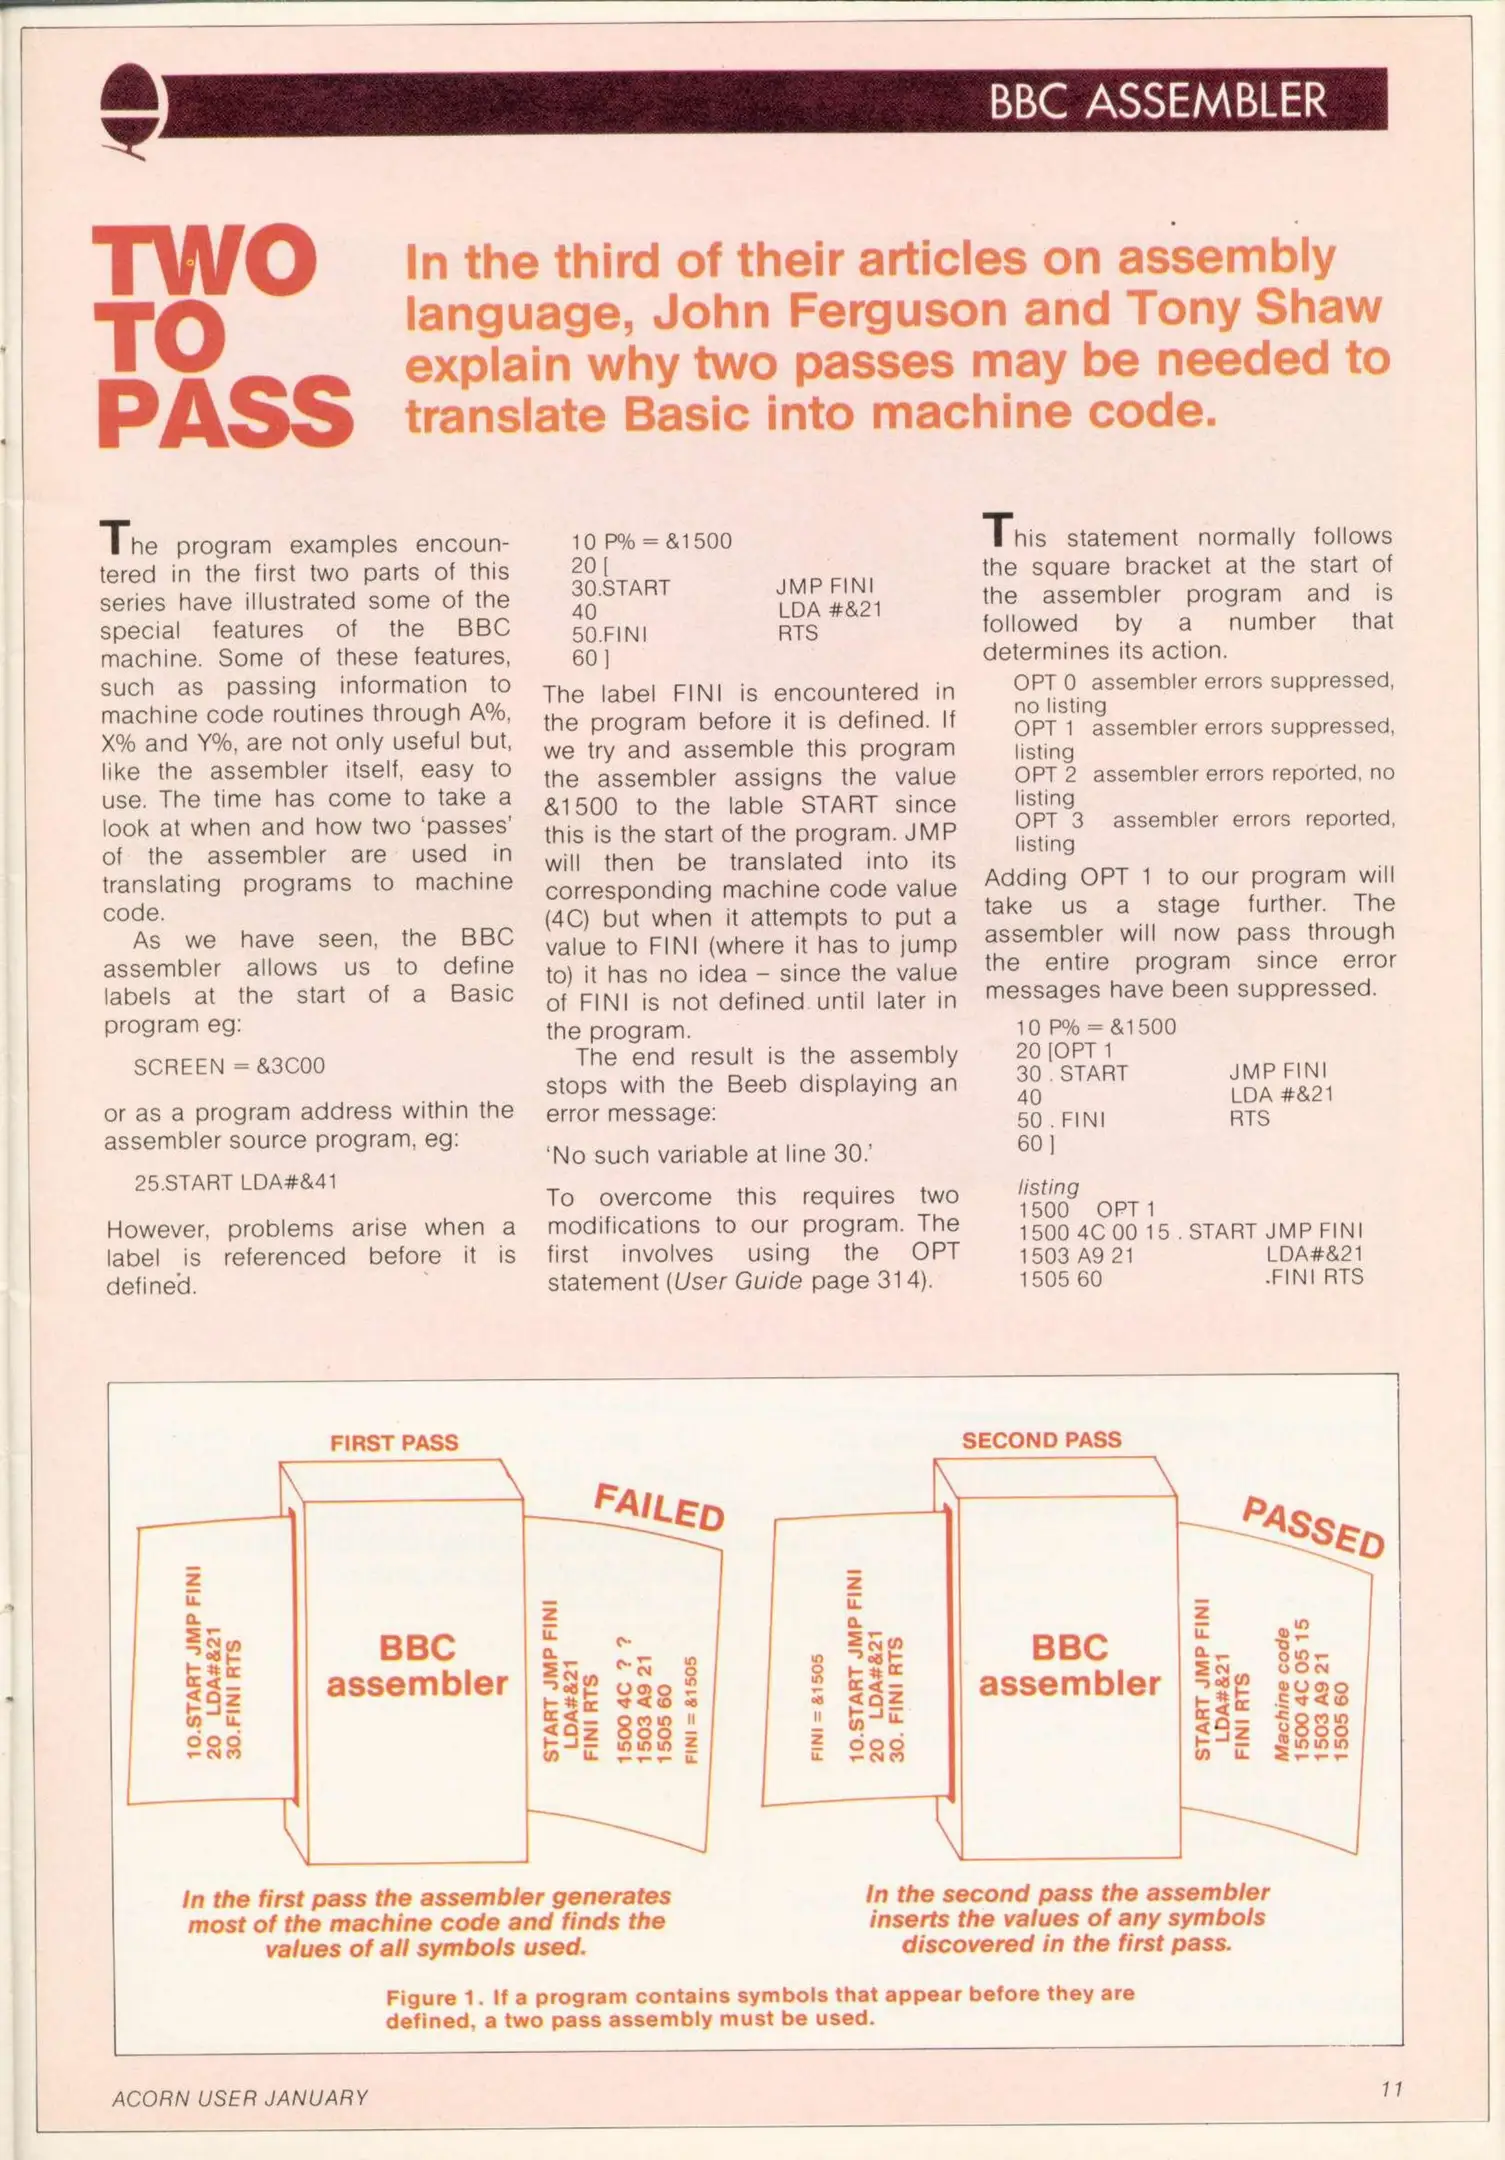 BBC ASSEMBLER
TWO
TO
PASS
In the third of their articles on assembly
language, John Ferguson and Tony Shaw
explain why two passes may be needed to
translate Basic into machine code.
The program examples encoun-
tered in the first two parts of this
series have illustrated some of the
special features of the BBC
machine. Some of these features,
such as passing information to
machine code routines through A%,
X% and Y%, are not only useful but,
like the assembler itself, easy to
use. The time has come to take a
look at when and how two 'passes'
of the assembler are used in
translating programs to machine
code.
As we have seen, the BBC
assembler allows us to define
labels at the start of a Basic
program eg:
SCREEN = &3C00
or as a program address within the
assembler source program, eg:
25.START LDA#&41
However, problems arise when a
label is referenced before it is
defined.
10 P% = &1500
20 [
30.START JMP FINI
40 LDA #&21
50.FINI RTS
60 ]
The label FINI is encountered in
the program before it is defined. If
we try and assemble this program
the assembler assigns the value
&1500 to the lable START since
this is the start of the program. JMP
will then be translated into its
corresponding machine code value
(4C) but when it attempts to put a
value to FINI (where it has to jump
to) it has no idea – since the value
of FINI is not defined until later in
the program.
The end result is the assembly
stops with the Beeb displaying an
error message:
'No such variable at line 30.'
To overcome this requires two
modifications to our program. The
first involves using the OPT
statement (User Guide page 314).
This statement normally follows
the square bracket at the start of
the assembler program and is
followed by a number that
determines its action.
OPT 0 assembler errors suppressed,
no listing
OPT 1 assembler errors suppressed,
listing
OPT 2 assembler errors reported, no
listing
OPT 3 assembler errors reported,
listing
Adding OPT 1 to our program will
take us a stage further. The
assembler will now pass through
the entire program since error
messages have been suppressed.
10 P% = &1500
20 [OPT 1
30 . START JMP FINI
40 LDA #&21
50 . FINI RTS
60 ]
listing
1500 OPT 1
1500 4C 00 15 . START JMP FINI
1503 A9 21 LDA#&21
1505 60 .FINI RTS
FIRST PASS
FAILED
10.START JMP FINI
20 LDA#&21
30.FINI RTS
BBC
assembler
START JMP FINI
LDA#&21
FINI RTS
1500 4C ? ?
1503 A9 21
1505 60
FINI = &1505
In the first pass the assembler generates
most of the machine code and finds the
values of all symbols used.
SECOND PASS
PASSED
FINI = &1505
10.START JMP FINI
20 LDA#&21
30. FINI RTS
BBC
assembler
START JMP FINI
LDA#&21
FINI RTS
Machine code
1500 4C 05 15
1503 A9 21
1505 60
In the second pass the assembler
inserts the values of any symbols
discovered in the first pass.
Figure 1. If a program contains symbols that appear before they are
defined, a two pass assembly must be used.
ACORN USER JANUARY
11